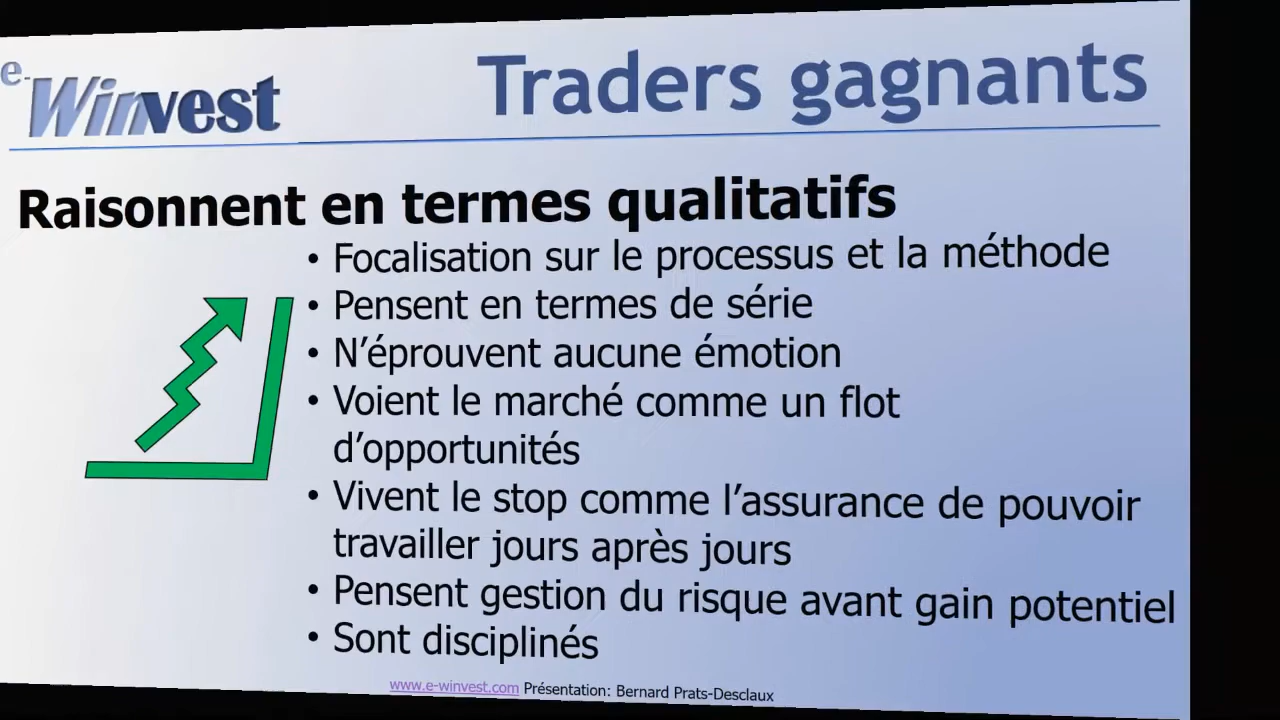 e-Winvest
Traders gagnants
Raisonnent en termes qualitatifs
• Focalisation sur le processus et la méthode
• Pensent en termes de série
• N’éprouvent aucune émotion
• Voient le marché comme un flot
d’opportunités
• Vivent le stop comme l’assurance de pouvoir
travailler jours après jours
• Pensent gestion du risque avant gain potentiel
• Sont disciplinés
www.e-winvest.com Présentation: Bernard Prats-Desclaux